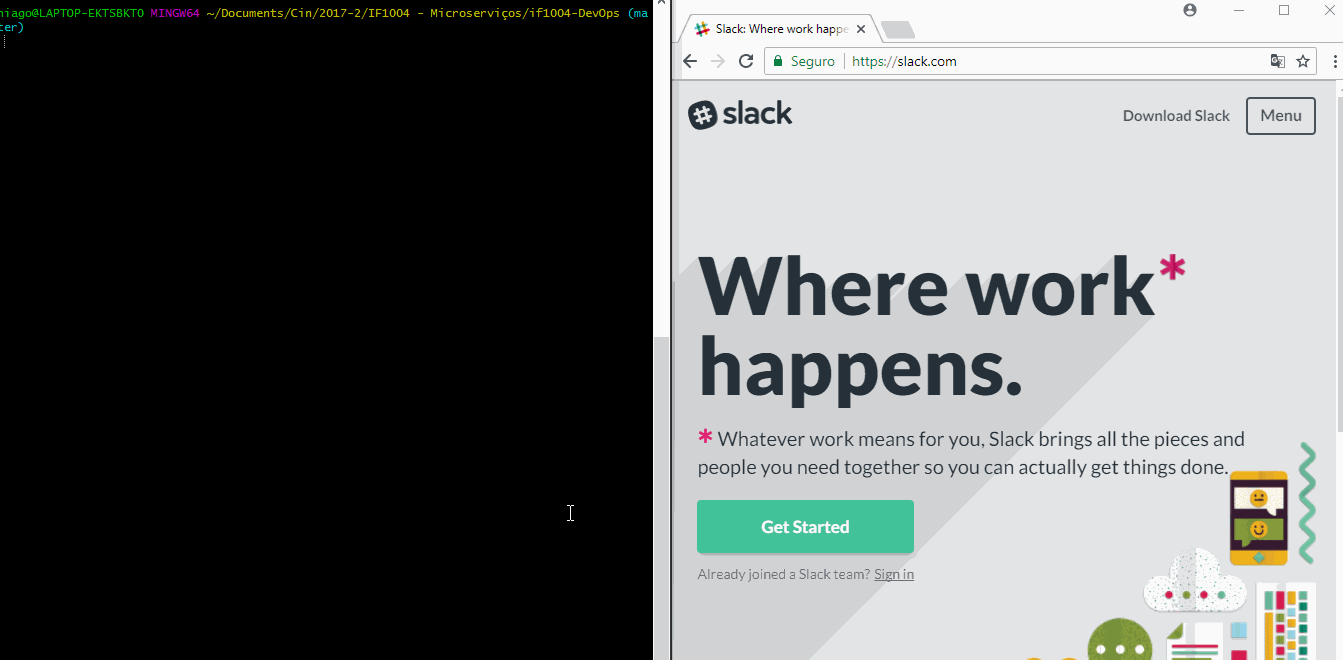 hiago@LAPTOP-EKTSBKT0 MINGW64 ~/Documents/Cin/2017-2/IF1004 - Microserviços/if1004-DevOps (ma
ter)
Slack: Where work happe
Seguro
https://slack.com
slack
Download Slack
Menu
Where work*
happens.
* Whatever work means for you, Slack brings all the pieces and
people you need together so you can actually get things done.
Get Started
Already joined a Slack team? Sign in